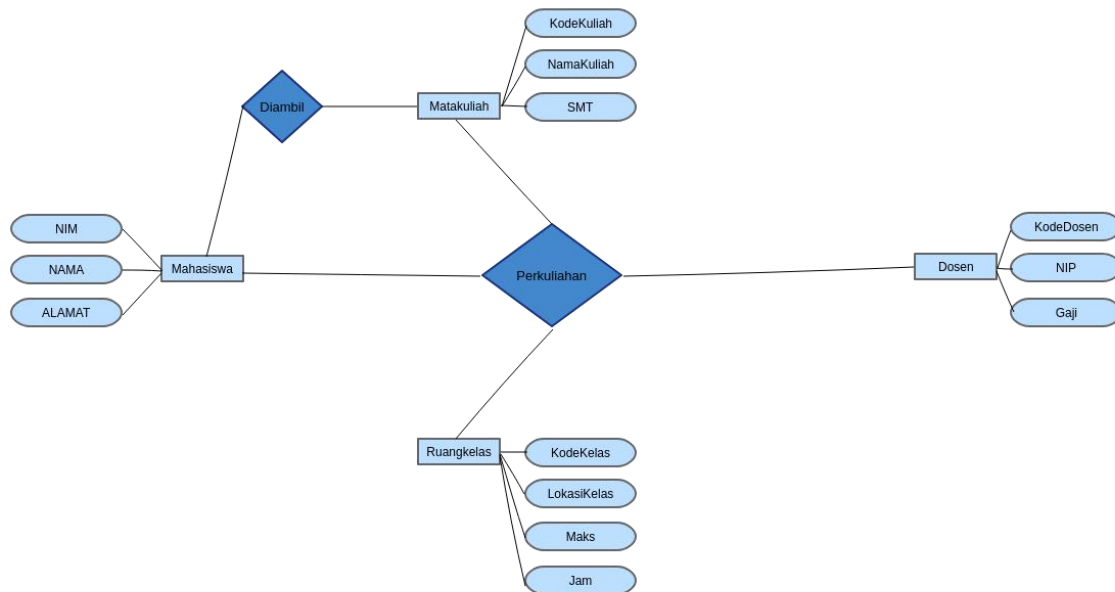 KodeKuliah
NamaKuliah
SMT
Diambil
Matakuliah
NIM
NAMA
ALAMAT
Mahasiswa
Perkuliahan
Dosen
KodeDosen
NIP
Gaji
Ruangkelas
KodeKelas
LokasiKelas
Maks
Jam